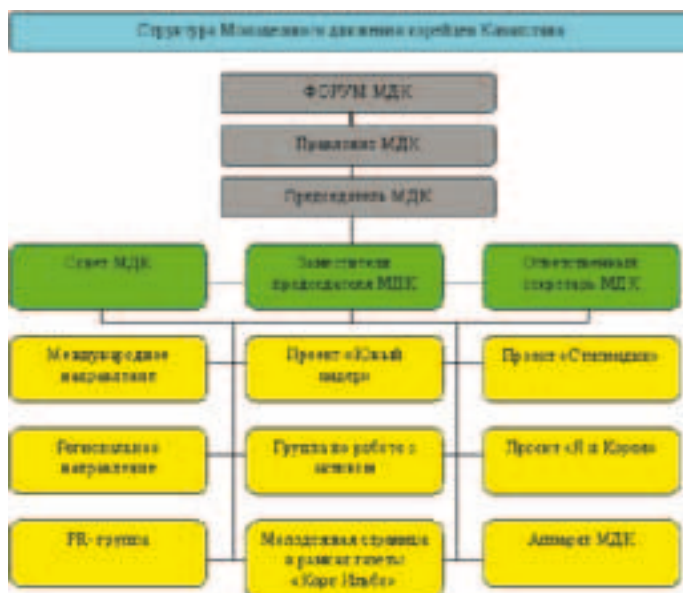 Структура Молодежного движения корейцев Казахстана
ФОРУМ МДК
Правление МДК
Председатель МДК
Совет МДК
Заместители
председателя МДК
Ответственный
секретарь МДК
Международное
направление
Проект «Юный
лидер»
Проект «Стипендия»
Региональное
направление
Группа по работе с
активом
Проект «Я и Корея»
PR- группа
Молодежная страница
в рамках газеты
«Коре Ильбо»
Аппарат МДК